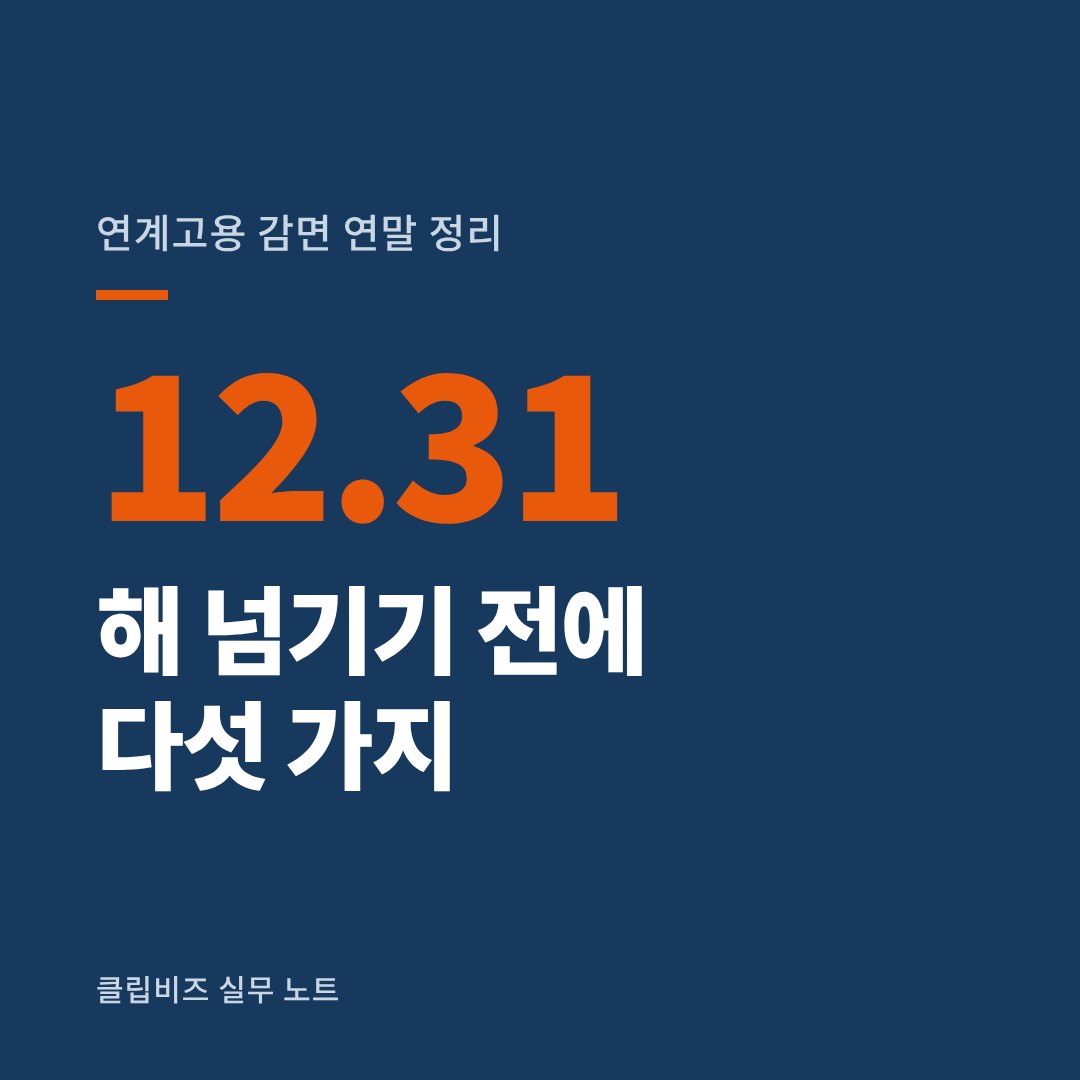 연계고용 감면 연말 정리
12.31
해 넘기기 전에
다섯 가지
클립비즈 실무 노트